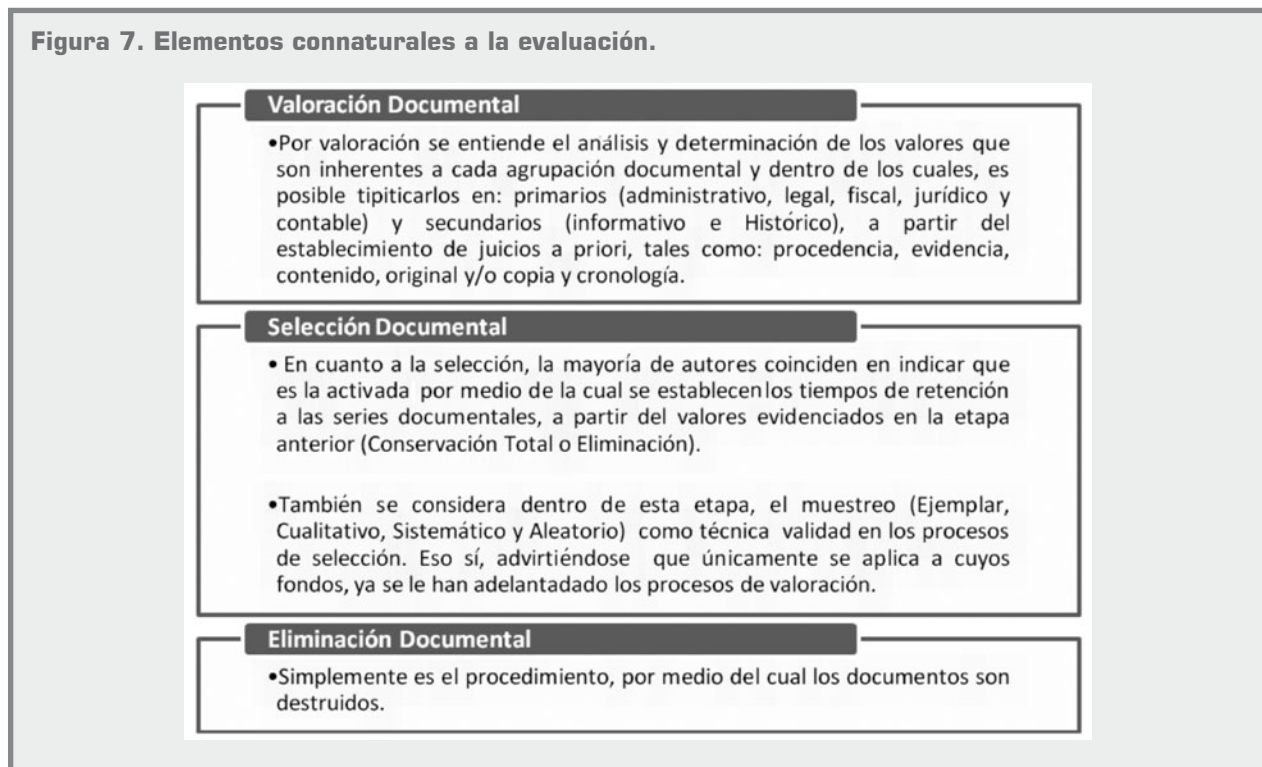 Figura 7. Elementos connaturales a la evaluación.
Valoración Documental
•Por valoración se entiende el análisis y determinación de los valores que
son inherentes a cada agrupación documental y dentro de los cuales, es
posible tipiticarlos en: primarios (administrativo, legal, fiscal, jurídico y
contable) y secundarios (informativo e Histórico), a partir del
establecimiento de juicios a priori, tales como: procedencia, evidencia,
contenido, original y/o copia y cronología.
Selección Documental
• En cuanto a la selección, la mayoría de autores coinciden en indicar que
es la activada por medio de la cual se establecen los tiempos de retención
a las series documentales, a partir del valores evidenciados en la etapa
anterior (Conservación Total o Eliminación).
•También se considera dentro de esta etapa, el muestreo (Ejemplar,
Cualitativo, Sistemático y Aleatorio) como técnica validad en los procesos
de selección. Eso sí, advirtiéndose que únicamente se aplica a cuyos
fondos, ya se le han adelantadado los procesos de valoración.
Eliminación Documental
•Simplemente es el procedimiento, por medio del cual los documentos son
destruidos.